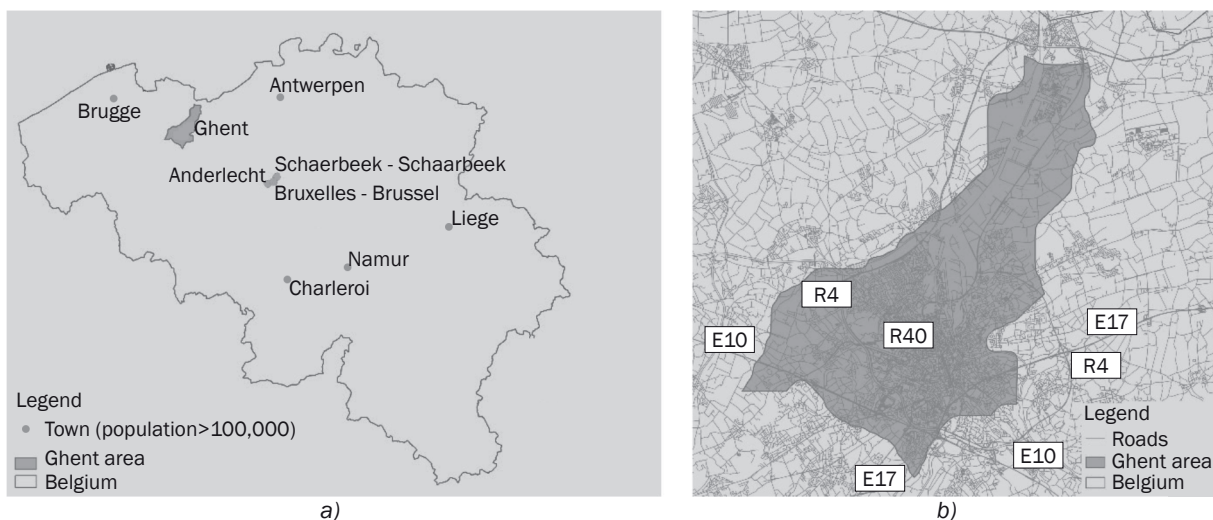 Antwerpen
Brugge
Ghent
Schaerbeek - Schaarbeek
Anderlecht
Bruxelles - Brussel
Liege
Namur
Charleroi
Legend
Town (population>100,000)
Ghent area
Belgium
a)
R4
E17
R40
E10
R4
Legend
Roads
E10
Ghent area
E17
Belgium
b)